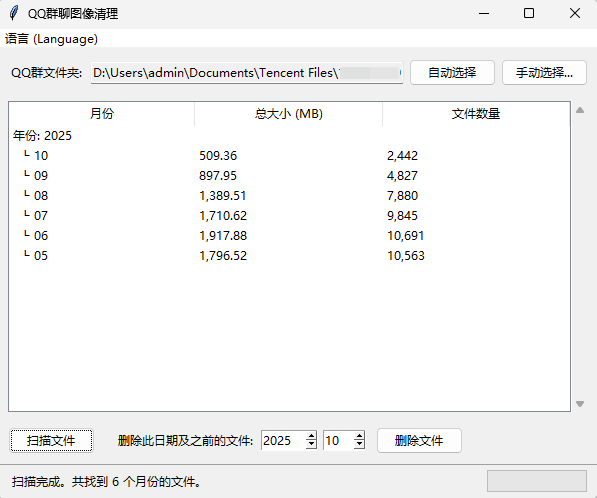 QQ群聊图像清理
语言 (Language)
QQ群文件夹: D:\Users\admin\Documents\Tencent Files\ 自动选择 手动选择...
月份 总大小 (MB) 文件数量
年份: 2025
└ 10 509.36 2,442
└ 09 897.95 4,827
└ 08 1,389.51 7,880
└ 07 1,710.62 9,845
└ 06 1,917.88 10,691
└ 05 1,796.52 10,563
扫描文件 删除此日期及之前的文件: 2025 10 删除文件
扫描完成。共找到 6 个月份的文件。